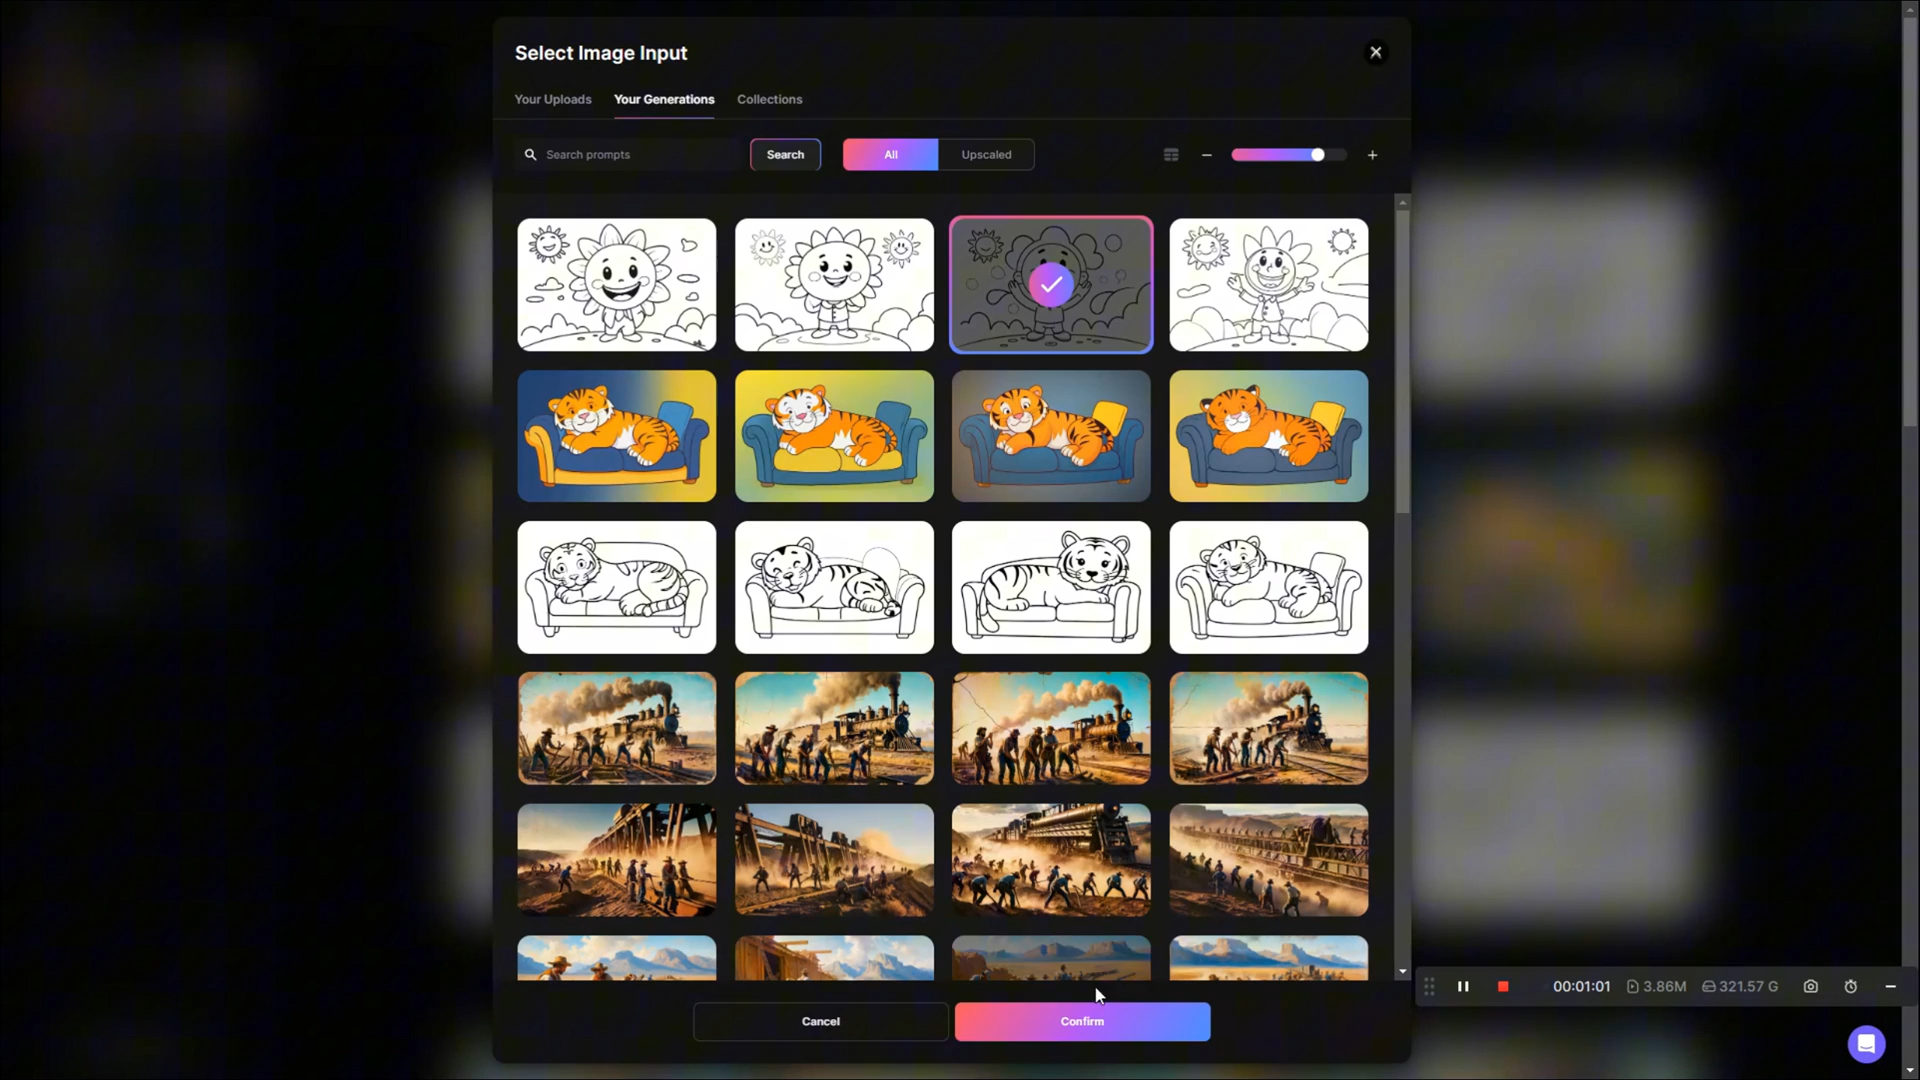 Select Image Input
Your Uploads
Your Generations
Collections
Search prompts
Search
All
Upscaled
Cancel
Confirm
00:01:01
3.86M
321.57 G